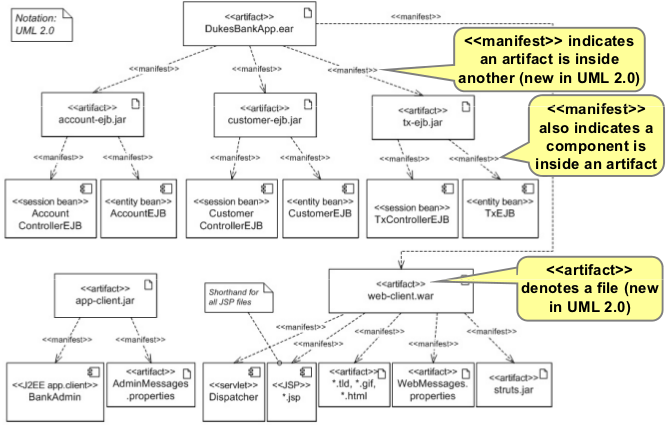 Notation:
UML 2.0
<<artifact>>
DukesBankApp.ear
<<manifest>>
<<manifest>> indicates
an artifact is inside
another (new in UML 2.0)
<<manifest>>
<<manifest>>
<<manifest>>
<<artifact>>
account-ejb.jar
<<artifact>>
customer-ejb.jar
<<artifact>>
tx-ejb.jar
<<manifest>>
also indicates a
component is
inside an artifact
<<manifest>>
<<manifest>>
<<manifest>>
<<manifest>>
<<manifest>>
<<manifest>>
<<session bean>>
Account
ControllerEJB
<<entity bean>>
AccountEJB
<<session bean>>
Customer
ControllerEJB
<<entity bean>>
CustomerEJB
<<session bean>>
TxControllerEJB
<<entity bean>>
TxEJB
<<artifact>>
app-client.jar
Shorthand for
all JSP files
<<artifact>>
web-client.war
<<artifact>>
denotes a file (new
in UML 2.0)
<<manifest>>
<<manifest>>
<<manifest>>
<<manifest>>
<<manifest>>
<<manifest>>
<<manifest>>
<<J2EE app.client>>
BankAdmin
<<artifact>>
AdminMessages
.properties
<<servlet>>
Dispatcher
<<JSP>>
*.jsp
<<artifact>>
*.tld, *.gif,
*.html
<<artifact>>
WebMessages.
properties
<<artifact>>
struts.jar